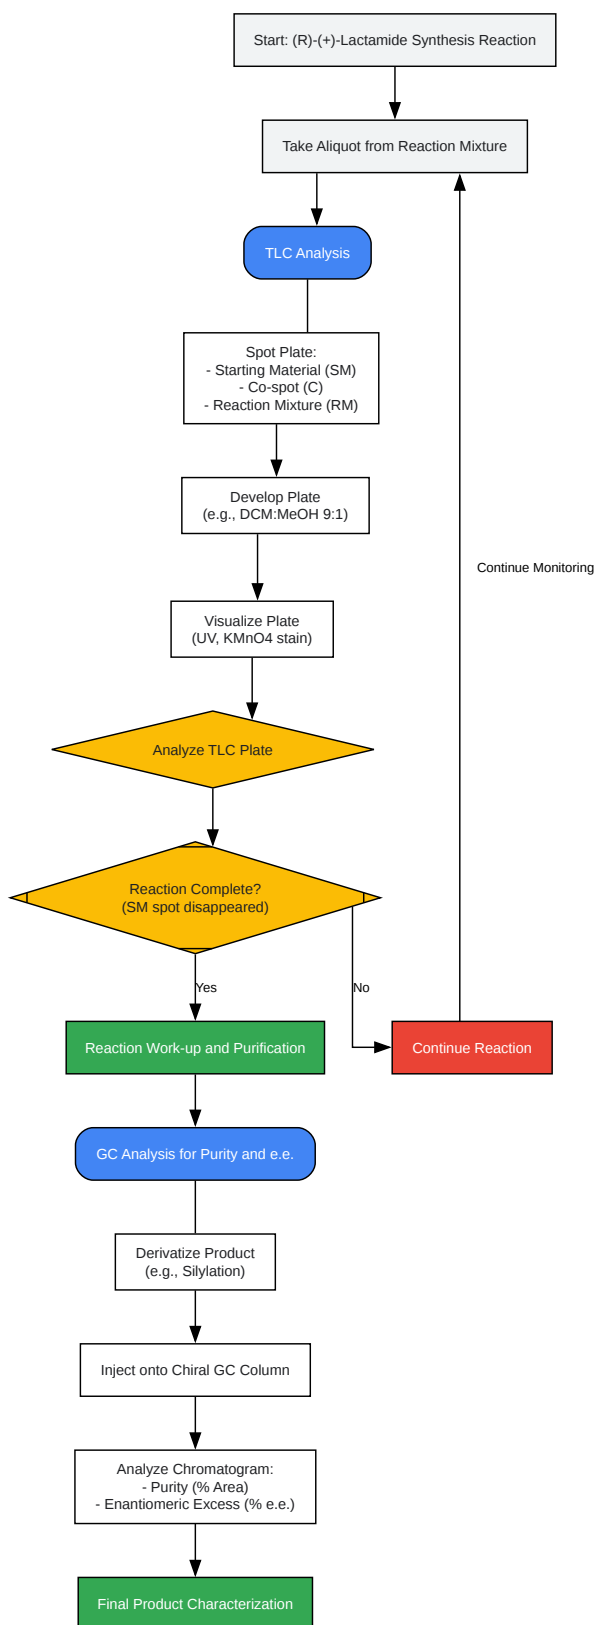 Start: (R)-(+)-Lactamide Synthesis Reaction
Take Aliquot from Reaction Mixture
TLC Analysis
Spot Plate:
- Starting Material (SM)
- Co-spot (C)
- Reaction Mixture (RM)
Develop Plate
(e.g., DCM:MeOH 9:1)
Continue Monitoring
Visualize Plate
(UV, KMnO4 stain)
Analyze TLC Plate
Reaction Complete?
(SM spot disappeared)
Yes
No
Reaction Work-up and Purification
Continue Reaction
GC Analysis for Purity and e.e.
Derivatize Product
(e.g., Silylation)
Inject onto Chiral GC Column
Analyze Chromatogram:
- Purity (% Area)
- Enantiomeric Excess (% e.e.)
Final Product Characterization